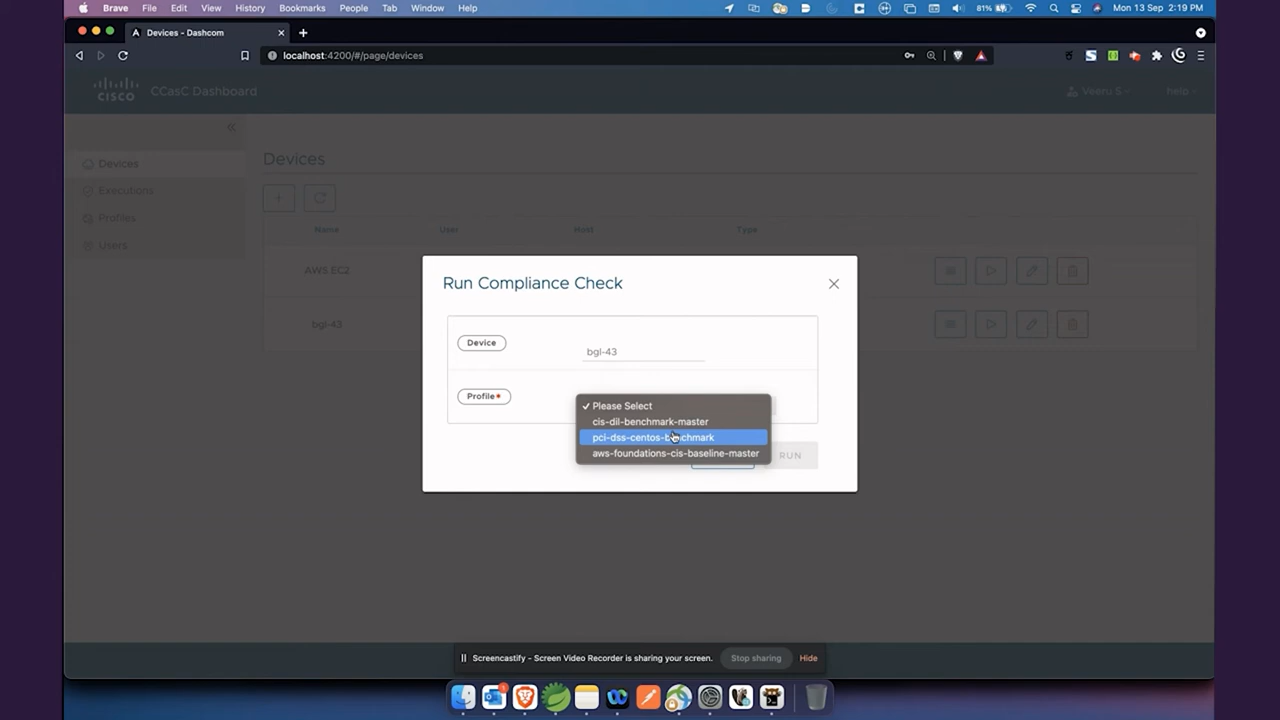 Brave File Edit View History Bookmarks People Tab Window Help 81% Mon 13 Sep 2:19 PM
Devices - Dashcom
localhost:4200/#/page/devices
CISCO CCasC Dashboard Veeru S help
Devices
Executions
Profiles
Users
Devices
Name User Host Type
AWS EC2
bgl-43
Run Compliance Check
Device bgl-43
Profile
Please Select
cis-dil-benchmark-master
pci-dss-centos-benchmark
aws-foundations-cis-baseline-master
RUN
Screencastify - Screen Video Recorder is sharing your screen. Stop sharing Hide